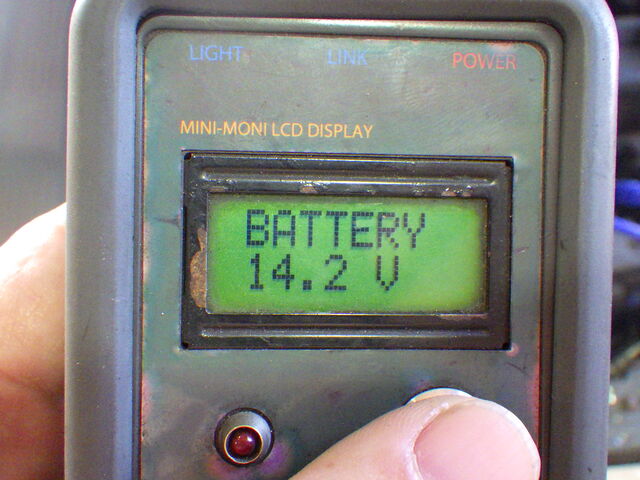 LIGHT LINK POWER
MINI-MONI LCD DISPLAY
BATTERY
14.2 V